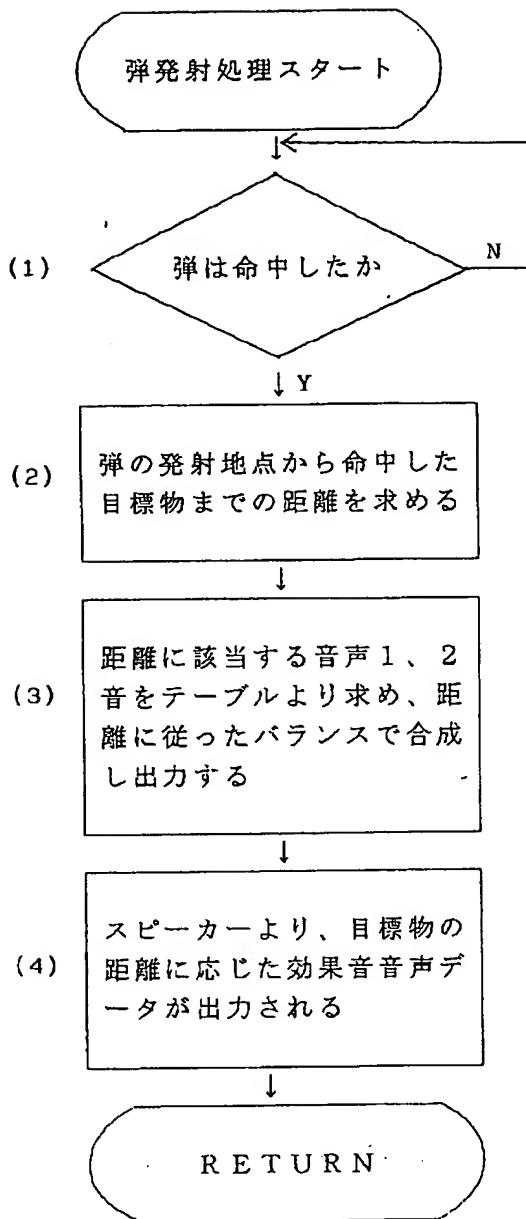 弾発射処理スタート
↓
(1)
弾は命中したか
N
↓ Y
(2)
弾の発射地点から命中した
目標物までの距離を求める
↓
(3)
距離に該当する音声1、2
音をテーブルより求め、距
離に従ったバランスで合成
し出力する
↓
(4)
スピーカーより、目標物の
距離に応じた効果音音声デ
ータが出力される
↓
RETURN